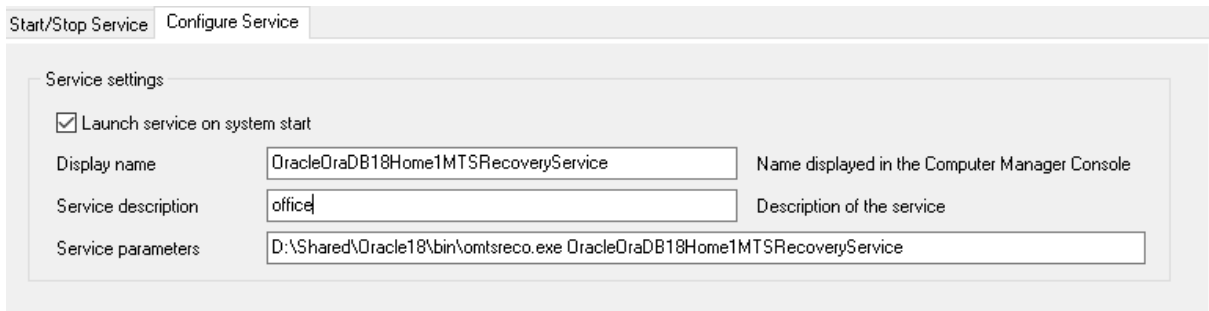 Start/Stop Service Configure Service
Service settings
Launch service on system start
Display name OracleOraDB18Home1MTSRecoveryService Name displayed in the Computer Manager Console
Service description office Description of the service
Service parameters D:\Shared\Oracle18\bin\omtsreco.exe OracleOraDB18Home1MTSRecoveryService